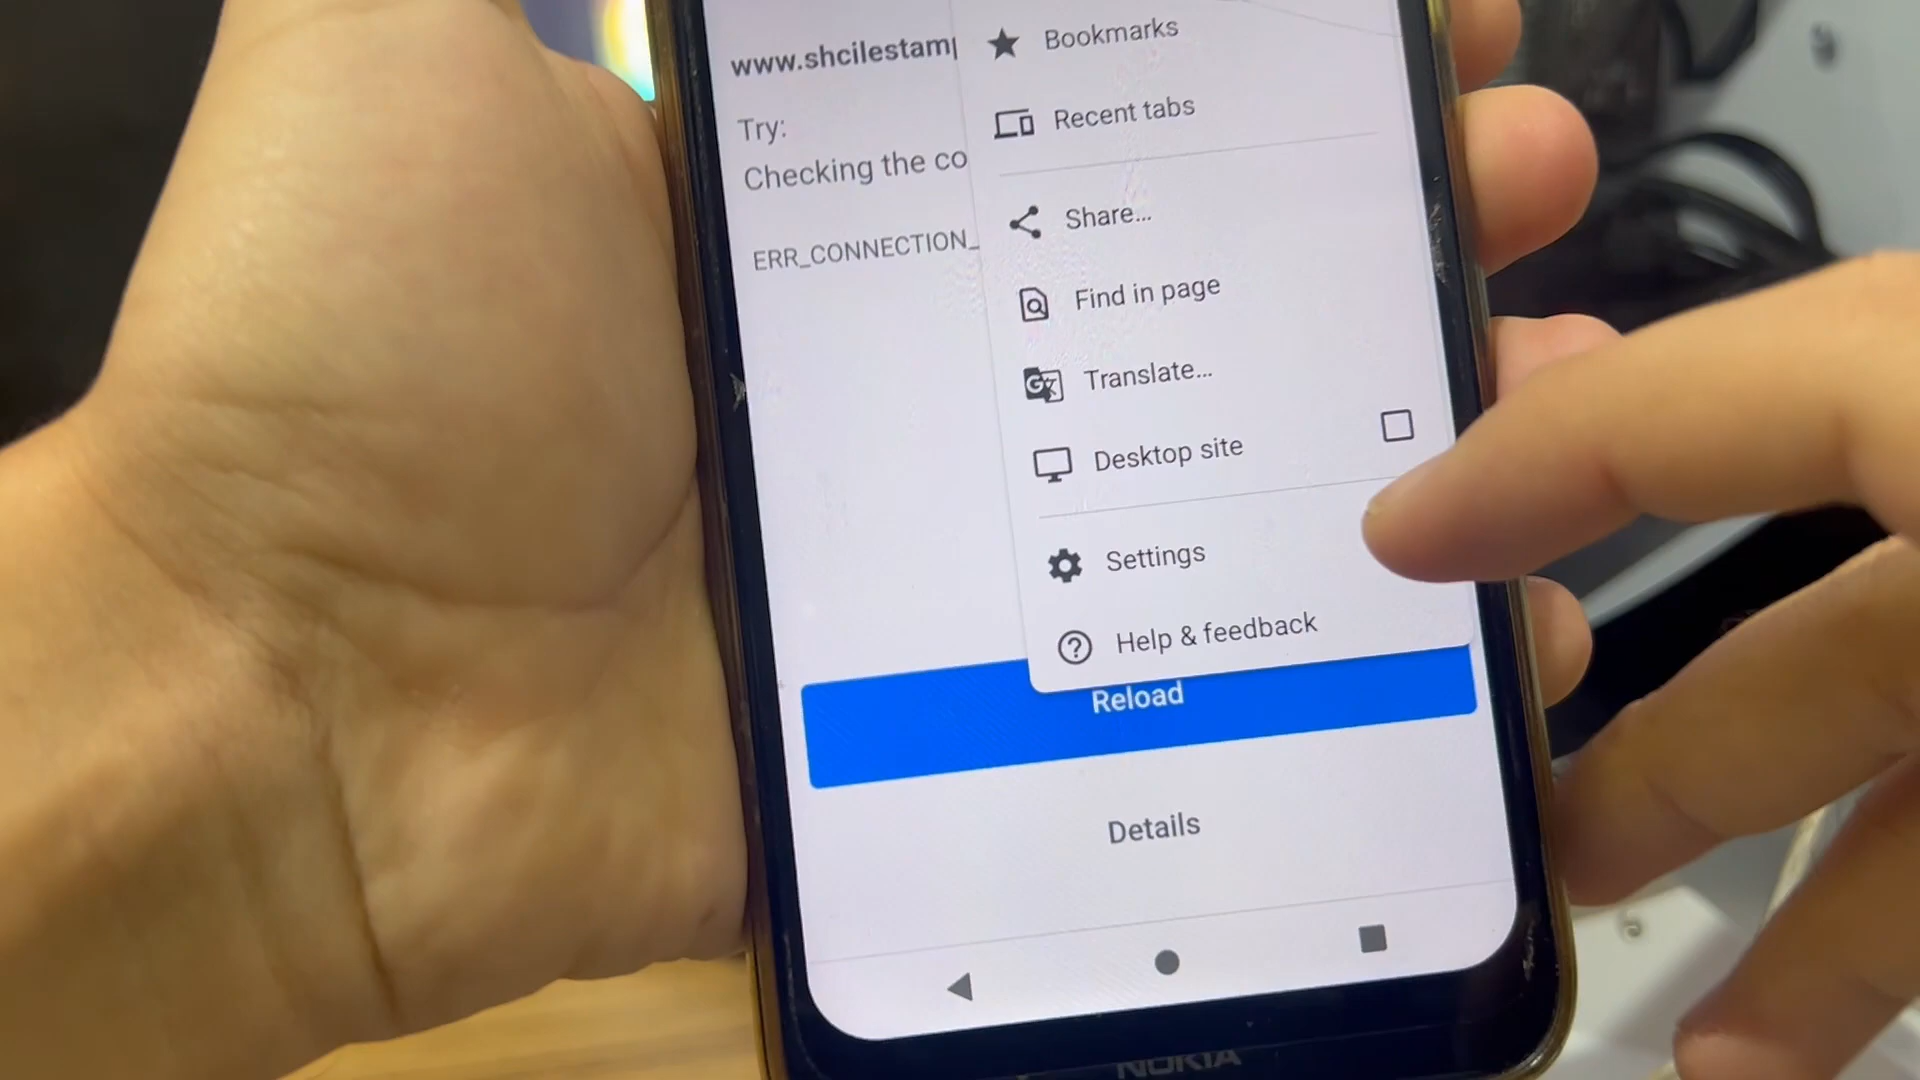 www.shcilestam
Try:
Checking the co
ERR_CONNECTION_
Bookmarks
Recent tabs
Share...
Find in page
Translate...
Desktop site
Settings
Help & feedback
Reload
Details
NOKIA